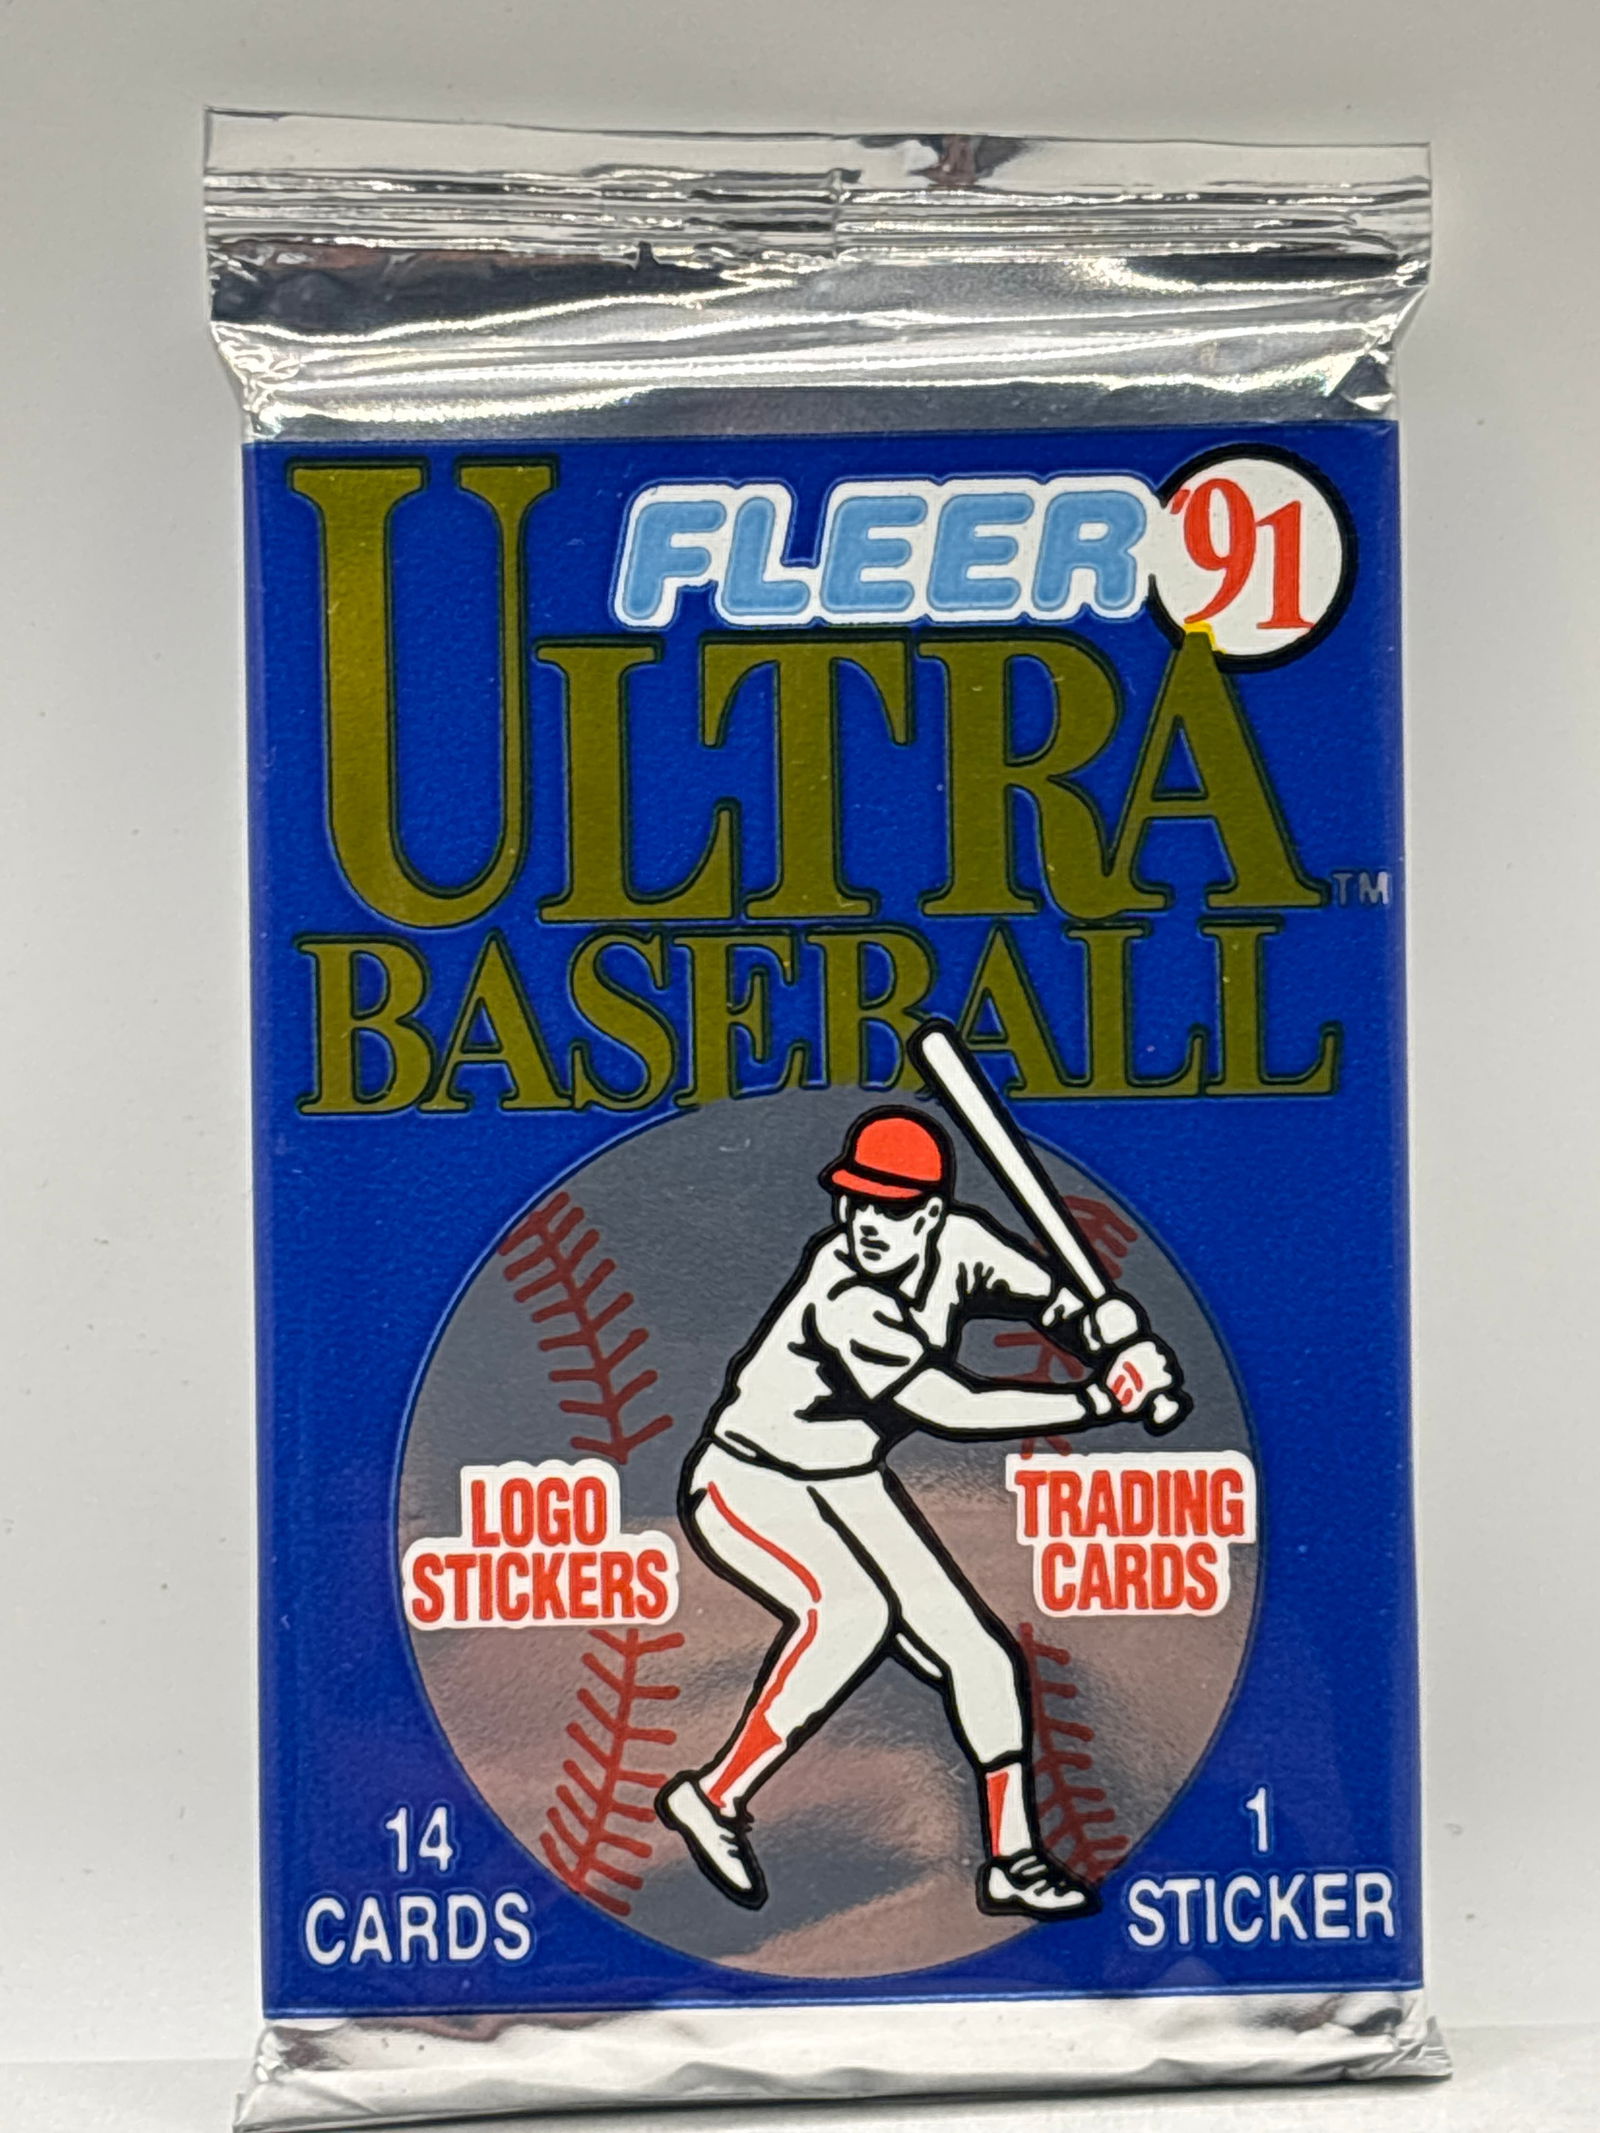 FLEER '91
ULTRA™
BASEBALL
LOGO
STICKERS
TRADING
CARDS
14
CARDS
1
STICKER